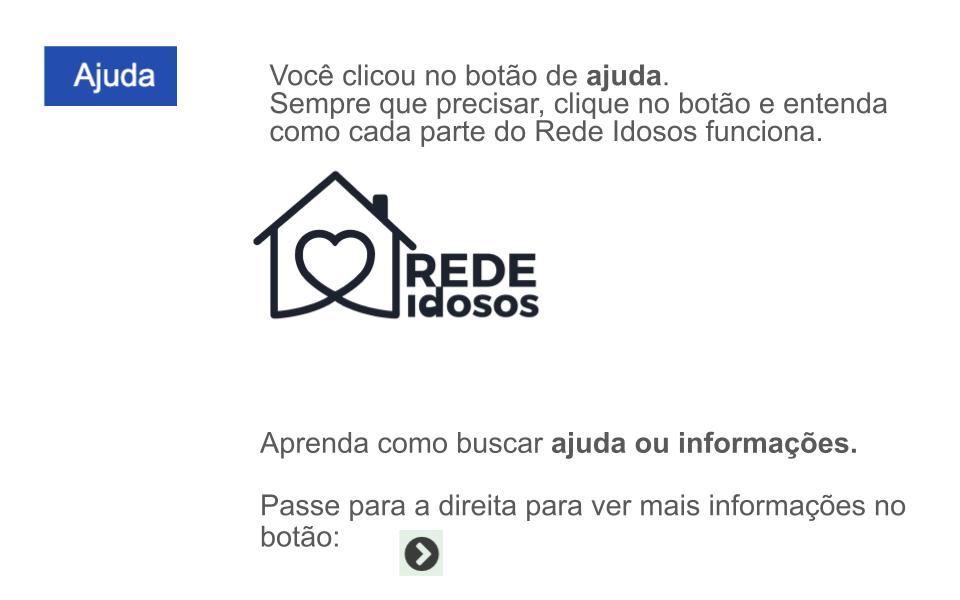 Ajuda
Você clicou no botão de ajuda.
Sempre que precisar, clique no botão e entenda
como cada parte do Rede Idosos funciona.
REDE
idosos
Aprenda como buscar ajuda ou informações.
Passe para a direita para ver mais informações no
botão: